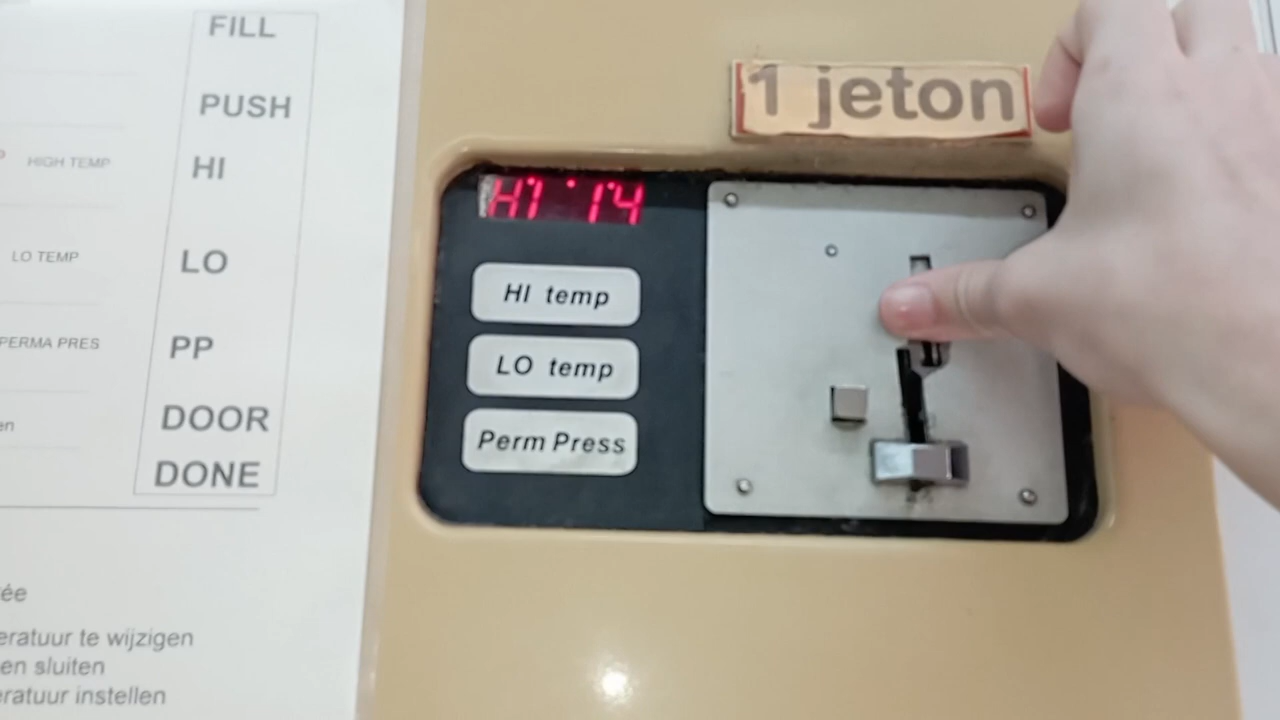 FILL
PUSH
HIGH TEMP HI
LO TEMP LO
PERMA PRES PP
en DOOR
DONE
ée
eratuur te wijzigen
en sluiten
eratuur instellen
1 jeton
HI 14
HI temp
LO temp
Perm Press